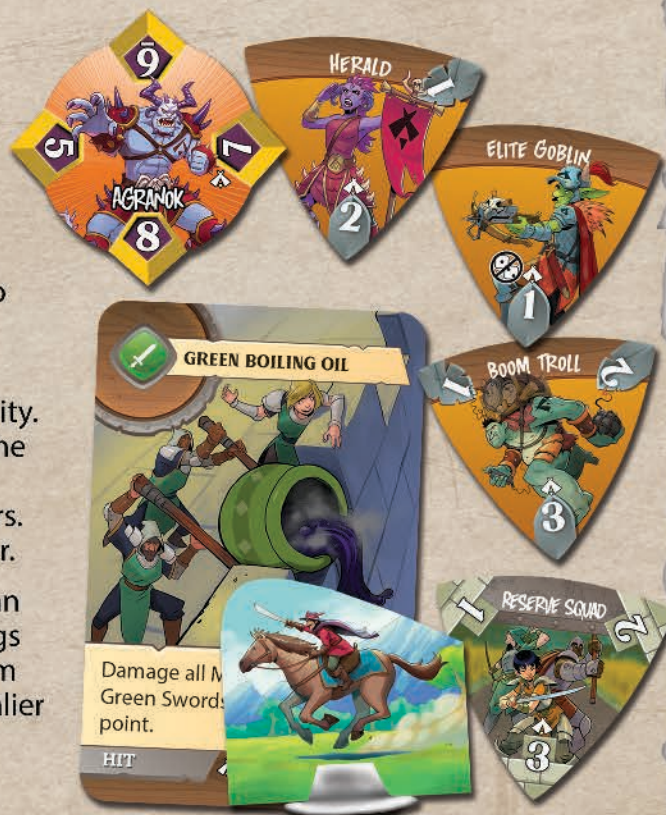 9
5
7
AGRANOK
8
HERALD
1
2
ELITE GOBLIN
1
BOOM TROLL
1
2
3
GREEN BOILING OIL
ity.
ne
rs.
r.
an
gs
m
alier
Damage all M
Green Swords
point.
HIT
RESERVE SQUAD
1
2
3